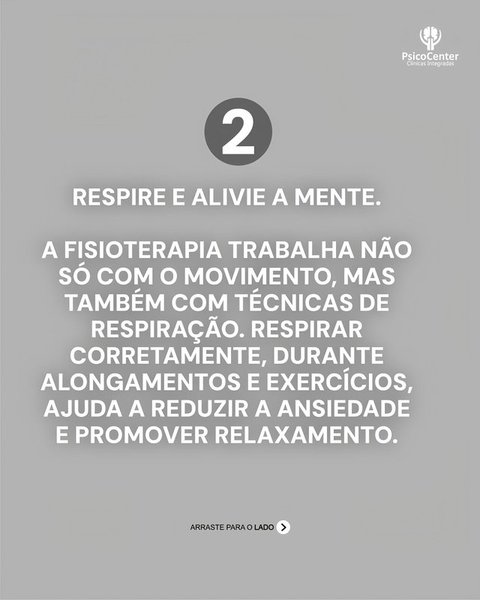 PsicoCenter
Clínicas Integradas
2
RESPIRE E ALIVIE A MENTE.
A FISIOTERAPIA TRABALHA NÃO
SÓ COM O MOVIMENTO, MAS
TAMBÉM COM TÉCNICAS DE
RESPIRAÇÃO. RESPIRAR
CORRETAMENTE, DURANTE
ALONGAMENTOS E EXERCÍCIOS,
AJUDA A REDUZIR A ANSIEDADE
E PROMOVER RELAXAMENTO.
ARRASTE PARA O LADO